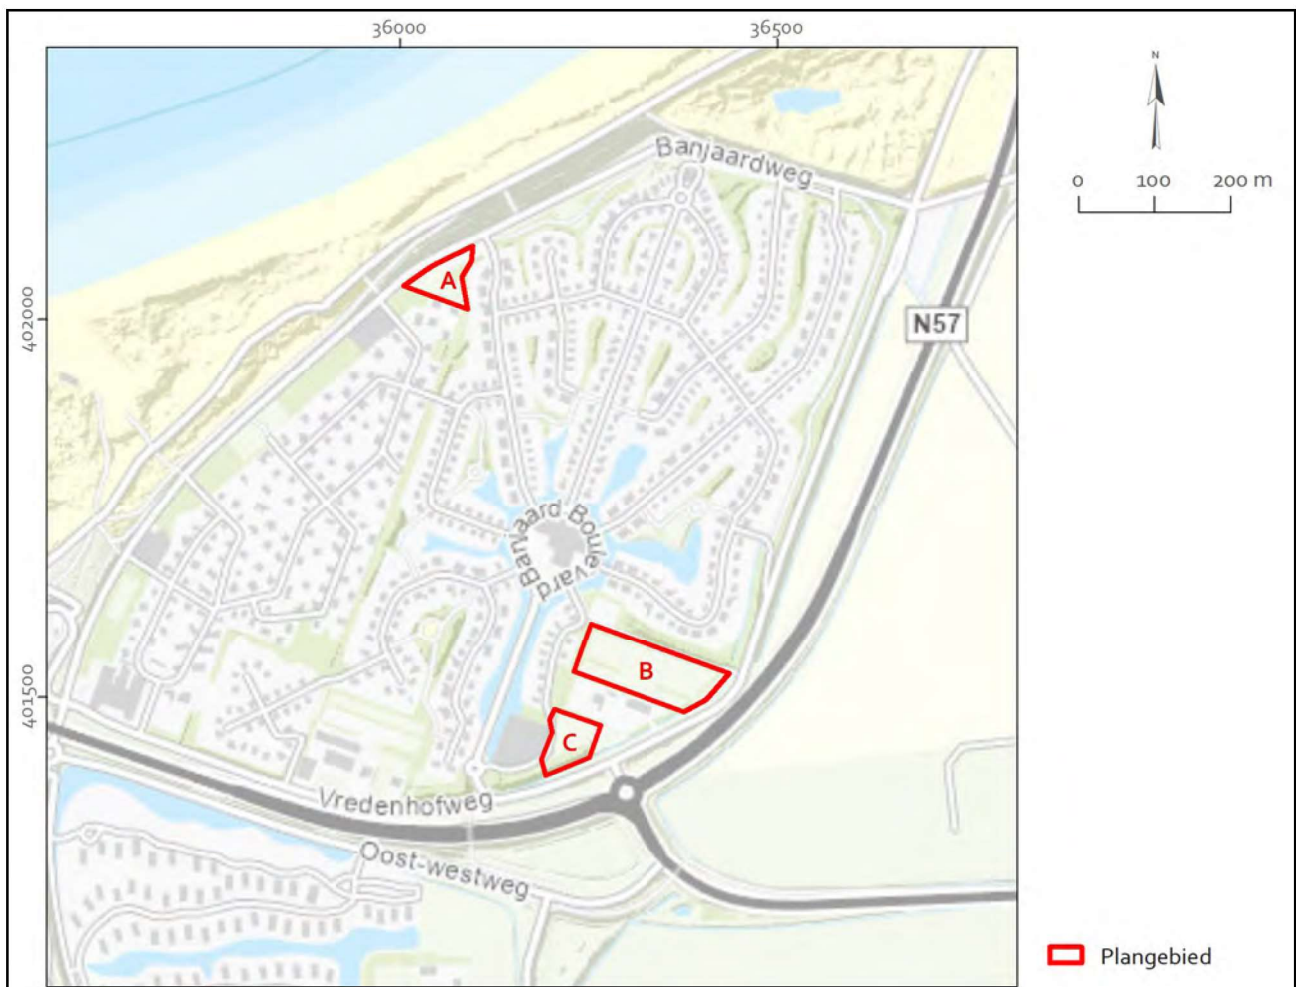 36000
36500
N
0 100 200 m
Banjaardweg
A
402000
N57
Banjaard Boulevard
B
401500
C
Vredenhofweg
Oost-westweg
Plangebied